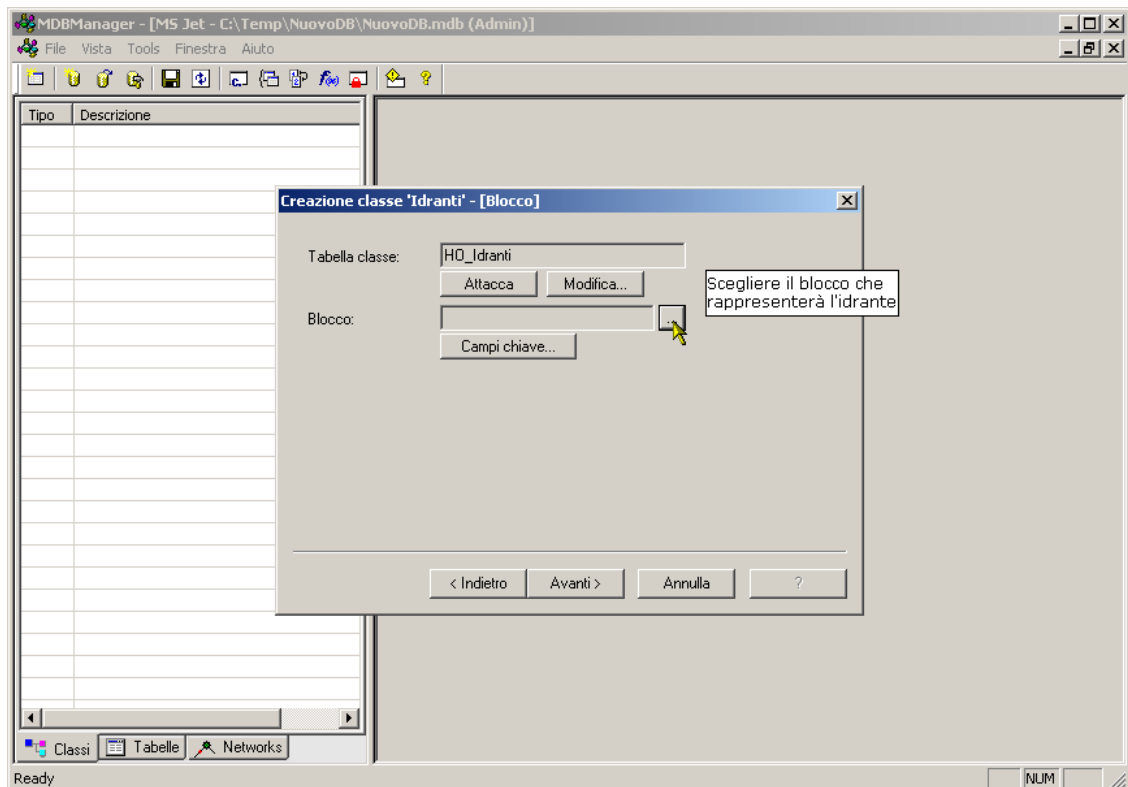 MDBManager - [MS Jet - C:\Temp\NuovoDB\NuovoDB.mdb (Admin)]
File Vista Tools Finestra Aiuto
Tipo Descrizione
Creazione classe 'Idranti' - [Blocco]
Tabella classe: HO_Idranti
Attacca Modifica...
Scegliere il blocco che
rappresenterà l'idrante
Blocco: ...
Campi chiave...
< Indietro Avanti > Annulla ?
Classi Tabelle Networks
Ready NUM